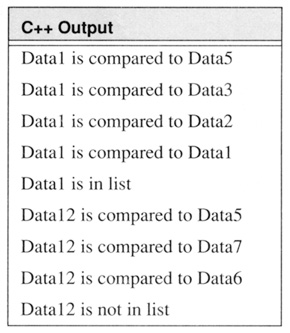 C++ Output
Data1 is compared to Data5
Data1 is compared to Data3
Data1 is compared to Data2
Data1 is compared to Data1
Data1 is in list
Data12 is compared to Data5
Data12 is compared to Data7
Data12 is compared to Data6
Data12 is not in list